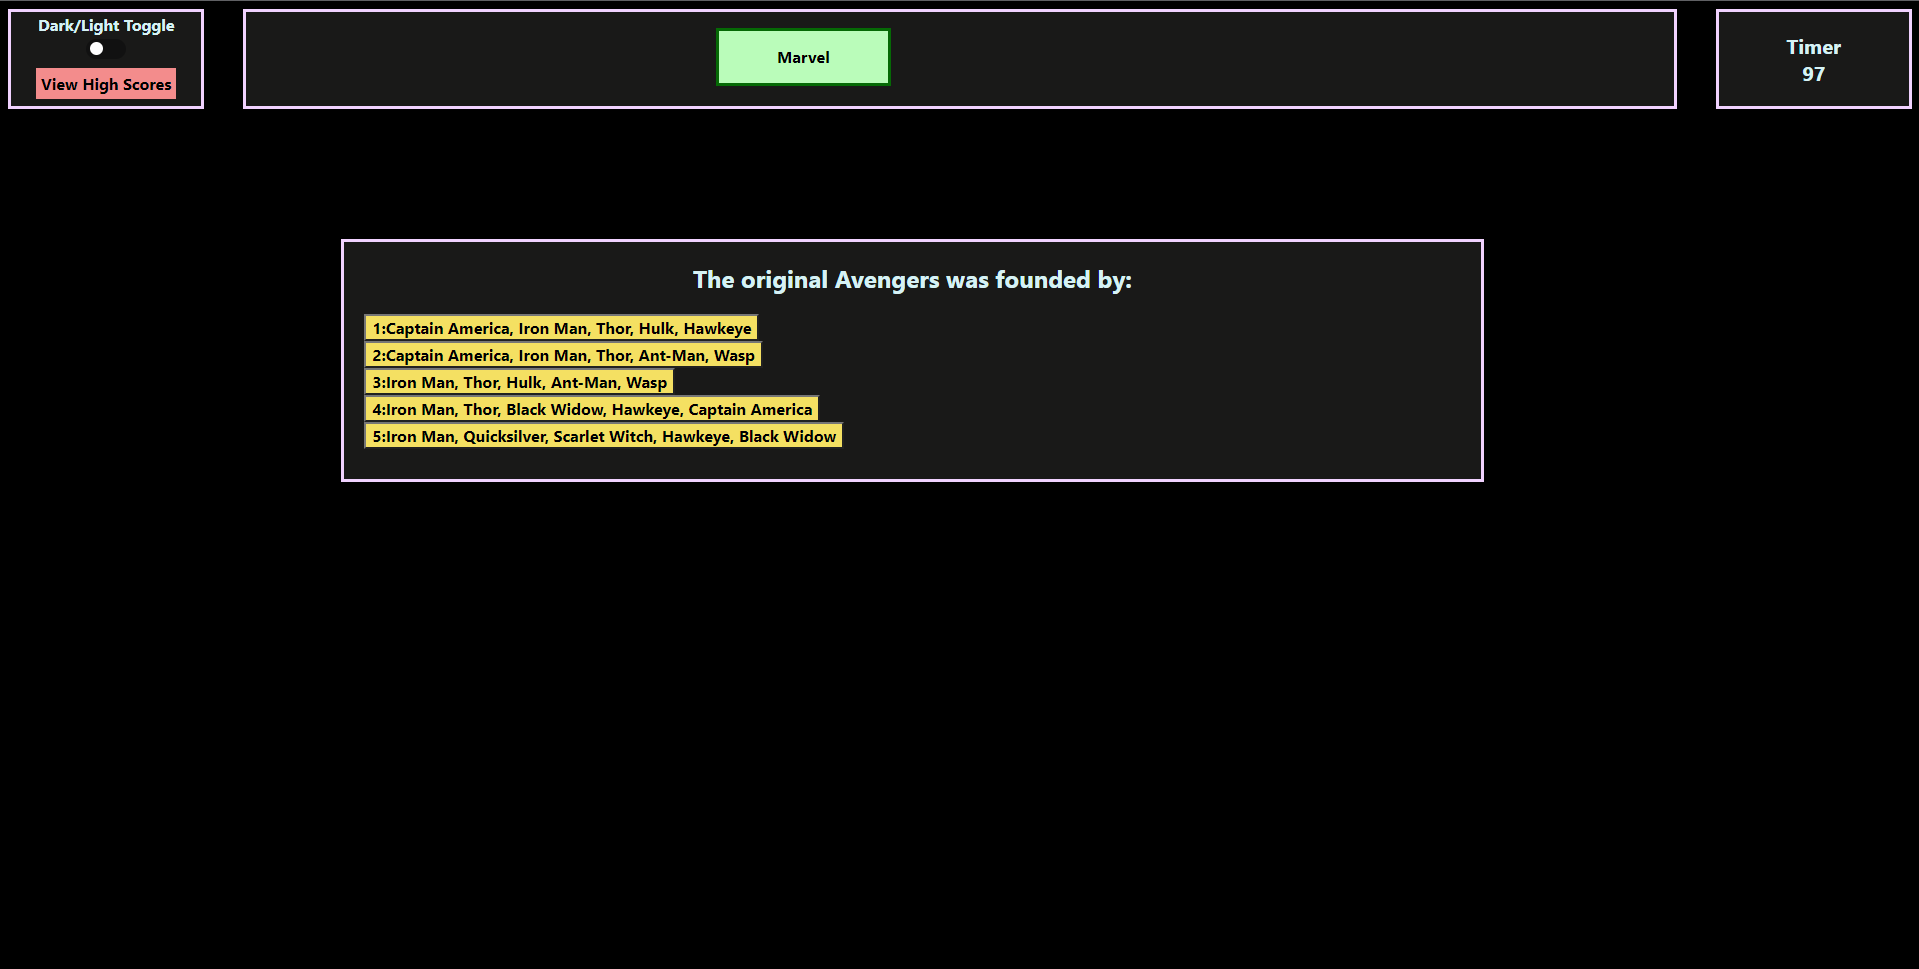 Dark/Light Toggle
View High Scores
Marvel
Timer
97
The original Avengers was founded by:
1:Captain America, Iron Man, Thor, Hulk, Hawkeye
2:Captain America, Iron Man, Thor, Ant-Man, Wasp
3:Iron Man, Thor, Hulk, Ant-Man, Wasp
4:Iron Man, Thor, Black Widow, Hawkeye, Captain America
5:Iron Man, Quicksilver, Scarlet Witch, Hawkeye, Black Widow